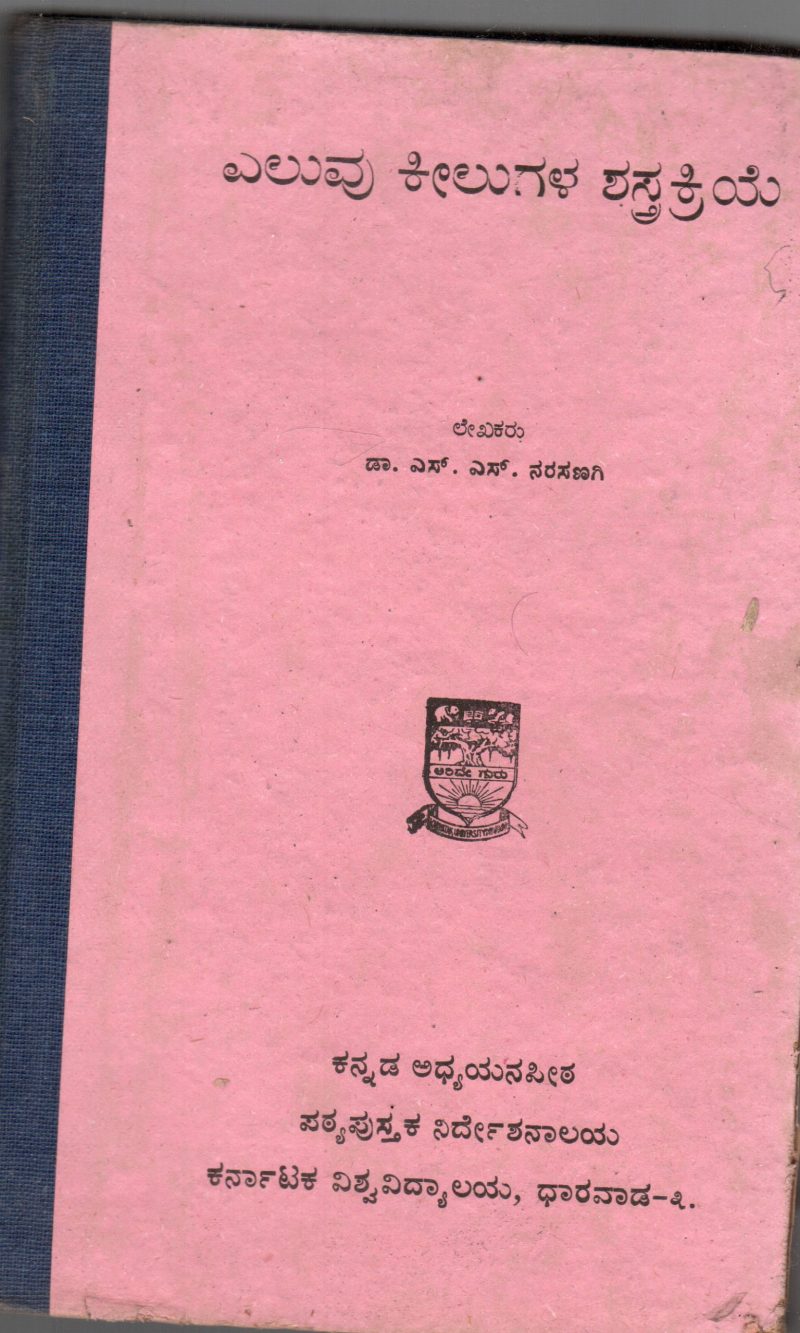 ಎಲುವು ಕೀಲುಗಳ ಶಸ್ತ್ರಕ್ರಿಯೆ
ಲೇಖಕರು
ಡಾ. ಎಸ್. ಎಸ್. ನರಸಣಗಿ
ಅರಿವೇ ಗುರು
ಕನ್ನಡ ಅಧ್ಯಯನಪೀಠ
ಪಠ್ಯಪುಸ್ತಕ ನಿರ್ದೇಶನಾಲಯ
ಕರ್ನಾಟಕ ವಿಶ್ವವಿದ್ಯಾಲಯ, ಧಾರವಾಡ-೩.